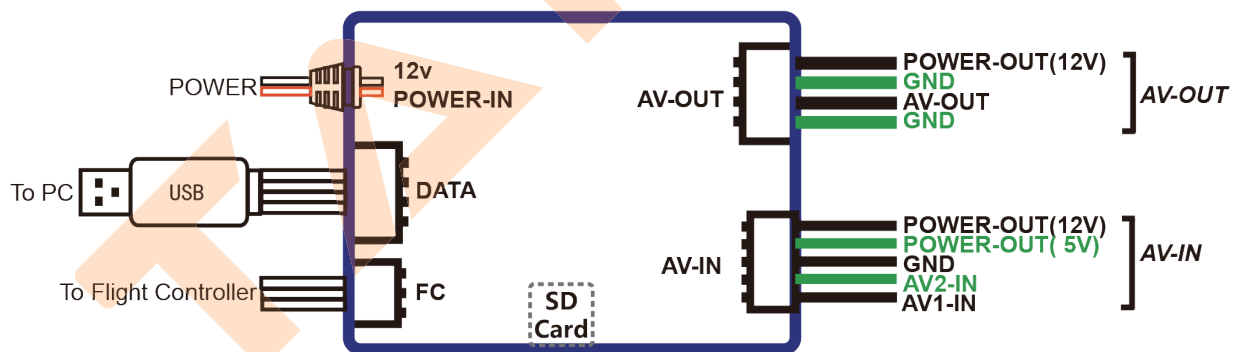 POWER
12v
POWER-IN
To PC
USB
DATA
To Flight Controller
FC
SD
Card
AV-OUT
POWER-OUT(12V)
GND
AV-OUT
GND
AV-OUT
AV-IN
POWER-OUT(12V)
POWER-OUT( 5V)
GND
AV2-IN
AV1-IN
AV-IN